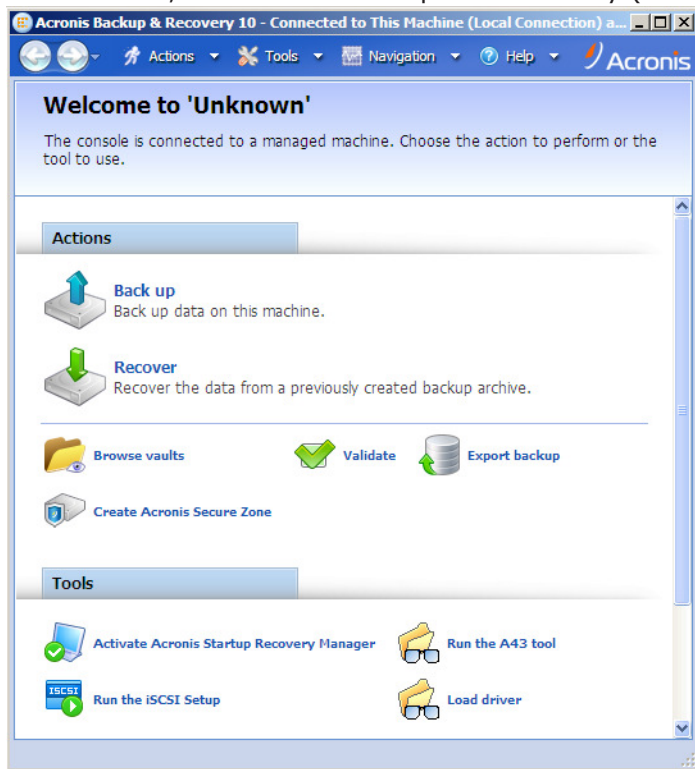 Acronis Backup & Recovery 10 - Connected to This Machine (Local Connection) a...
Actions Tools Navigation Help Acronis
Welcome to 'Unknown'
The console is connected to a managed machine. Choose the action to perform or the
tool to use.
Actions
Back up
Back up data on this machine.
Recover
Recover the data from a previously created backup archive.
Browse vaults Validate Export backup
Create Acronis Secure Zone
Tools
Activate Acronis Startup Recovery Manager Run the A43 tool
ISCSI
Run the iSCSI Setup Load driver